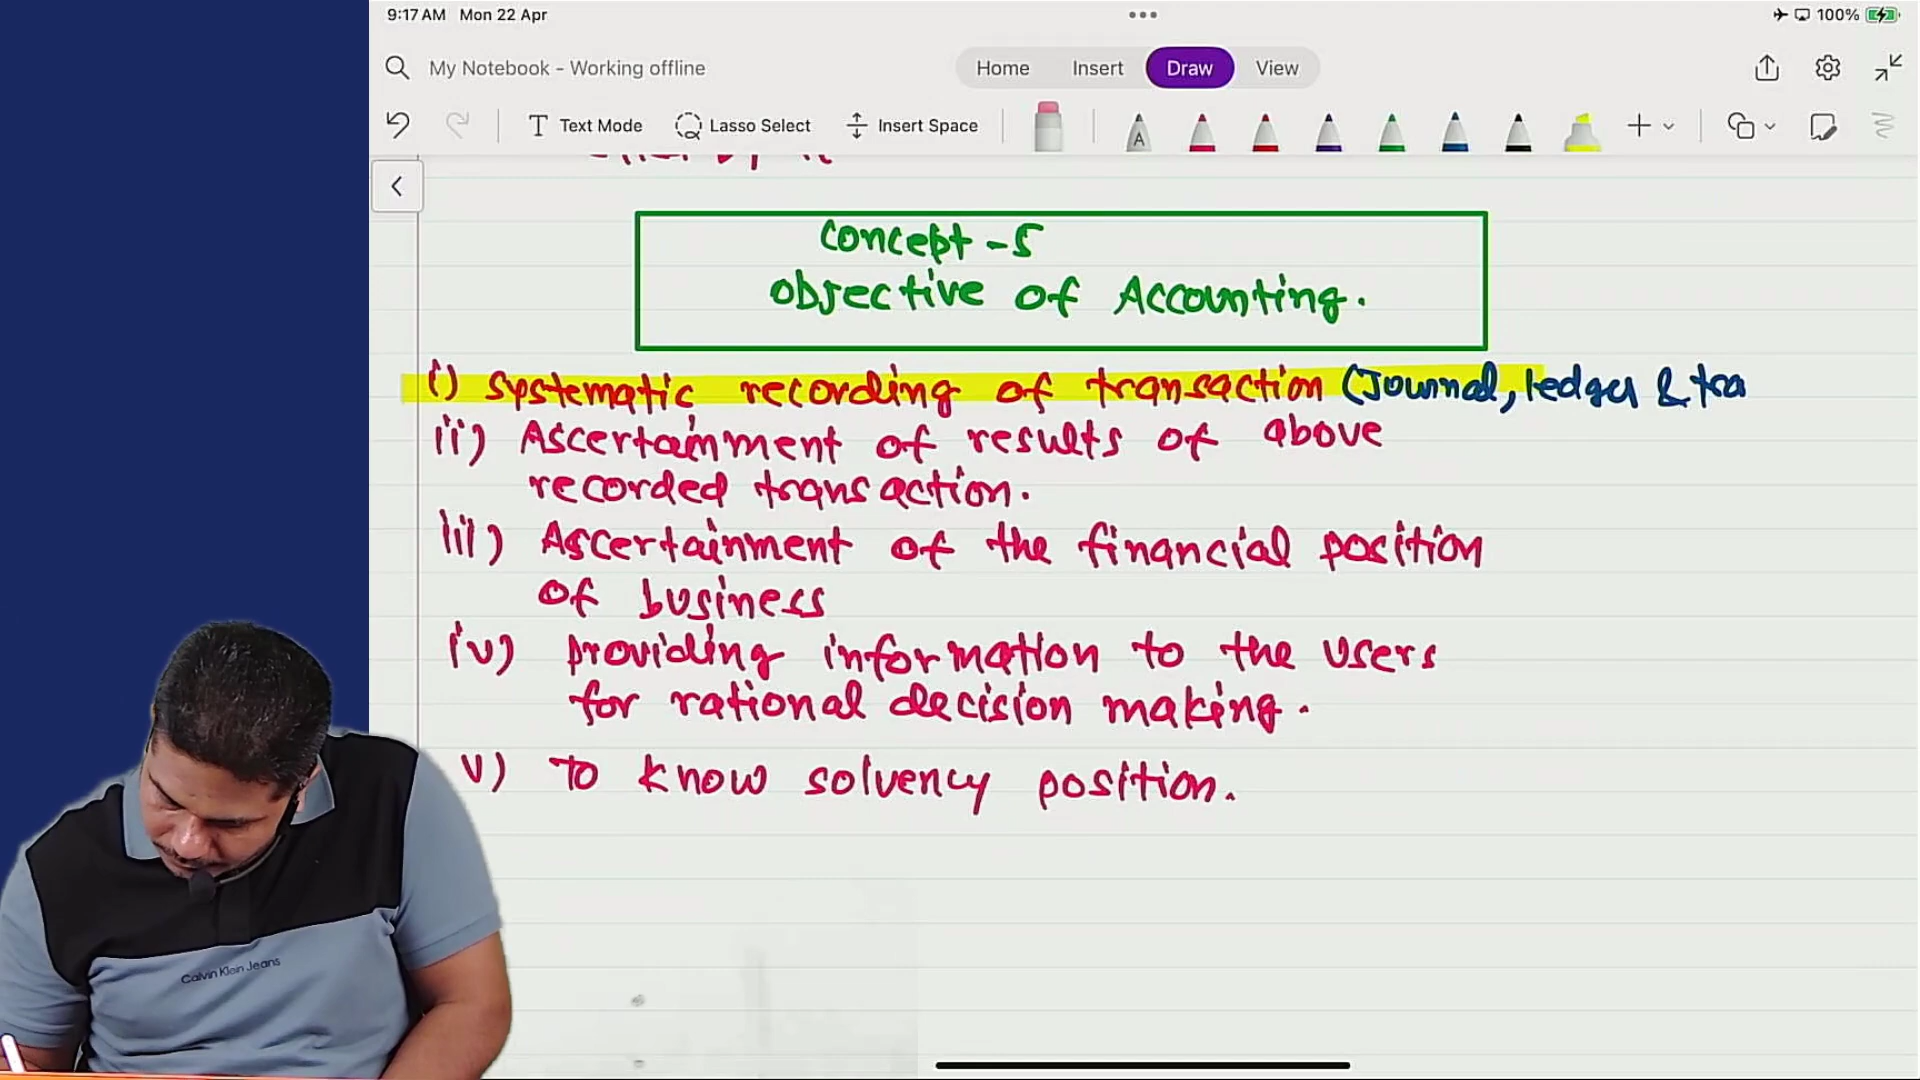 9:17 AM Mon 22 Apr
100%
My Notebook - Working offline
Home Insert Draw View
Text Mode Lasso Select Insert Space
A
Concept - 5
Objective of Accounting.
i) Systematic recording of transaction (Journal, ledger & tra
ii) Ascertainment of results of above
recorded transaction.
iii) Ascertainment of the financial position
of business
iv) Providing information to the users
for rational decision making.
v) To know solvency position.
Calvin Klein Jeans